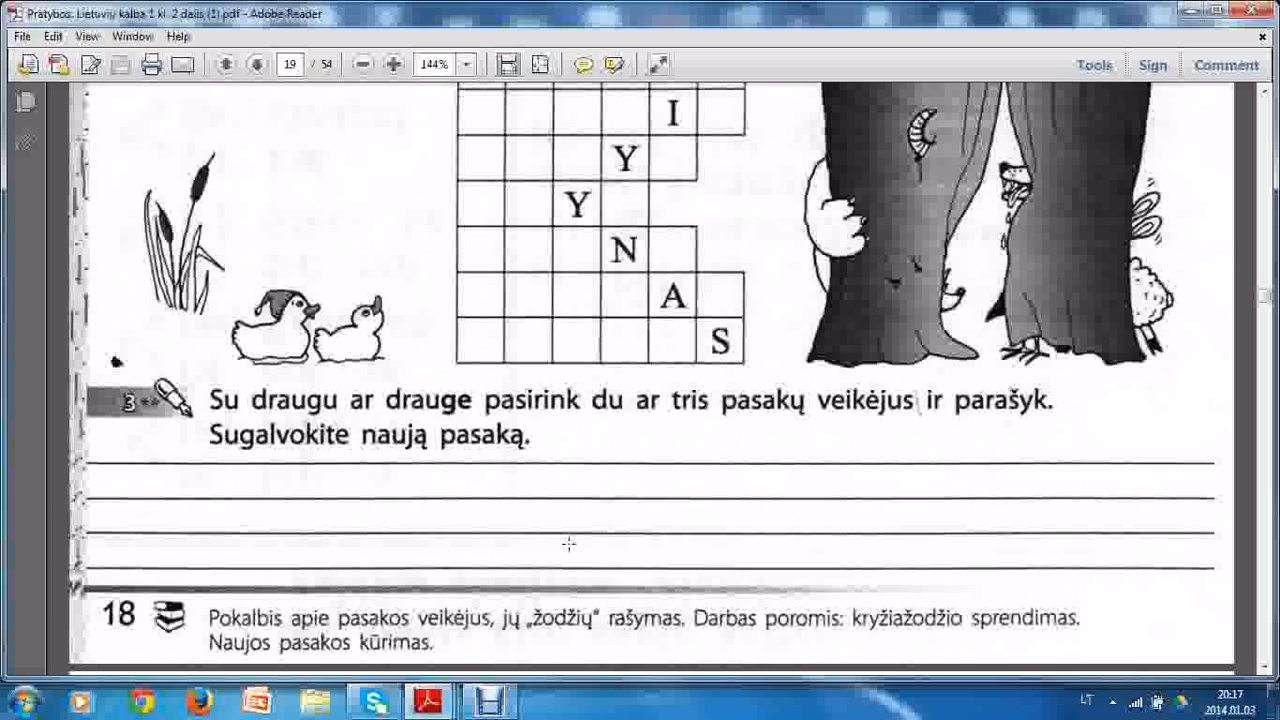 Pratybos. Lietuvių kalba 1 kl. 2 dalis (1).pdf - Adobe Reader
File Edit View Window Help
19 / 54 144% Tools Sign Comment
I
Y
Y
N
A
S
3** Su draugu ar drauge pasirink du ar tris pasakų veikėjus ir parašyk.
Sugalvokite naują pasaką.
18 Pokalbis apie pasakos veikėjus, jų „žodžių“ rašymas. Darbas poromis: kryžiažodžio sprendimas.
Naujos pasakos kūrimas.
LT 20:17
2014.01.03